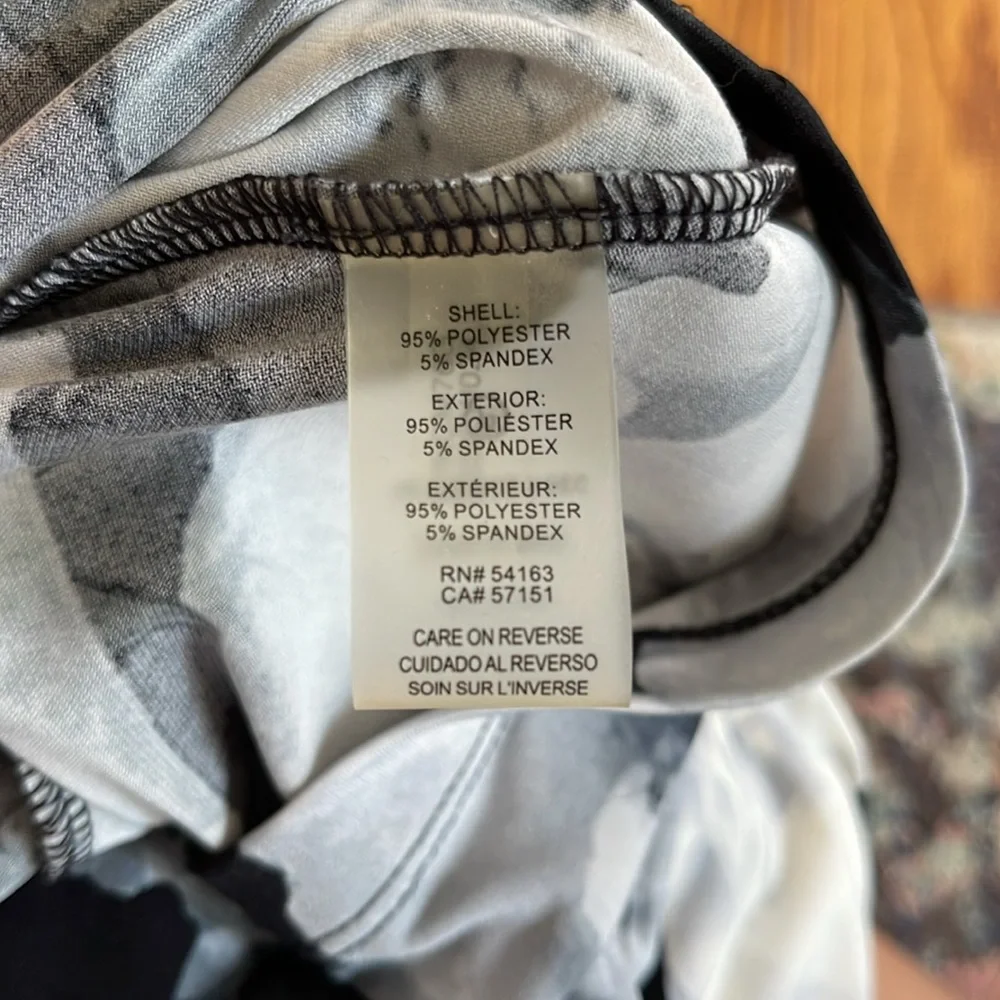 SHELL:
95% POLYESTER
5% SPANDEX
EXTERIOR:
95% POLIÉSTER
5% SPANDEX
EXTÉRIEUR:
95% POLYESTER
5% SPANDEX
RN# 54163
CA# 57151
CARE ON REVERSE
CUIDADO AL REVERSO
SOIN SUR L'INVERSE